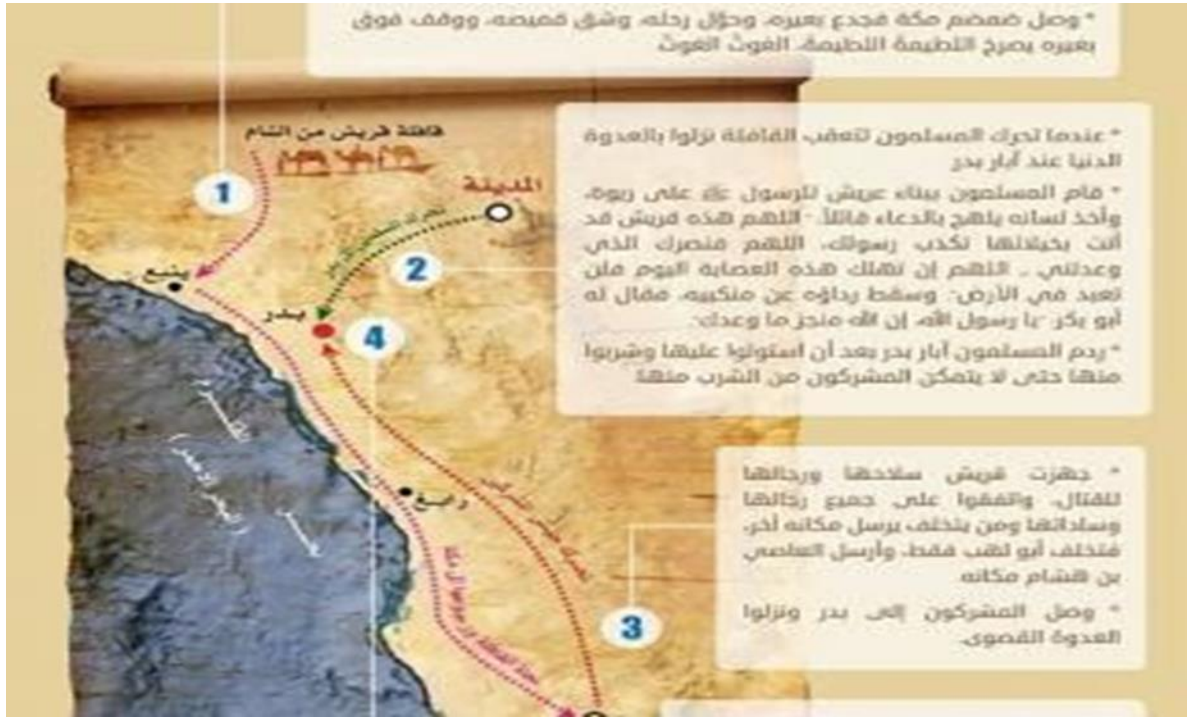 * وصل ضمضم مكة فجدع بعيره، وحوّل رحله، وشق قميصه، ووقف فوق
بعيره يصرخ اللطيمة اللطيمة، الغوثَ الغوثَ
* عندما تحرك المسلمون لتعقب القافلة نزلوا بالعدوة
الدنيا عند آبار بدر
* قام المسلمون ببناء عريش للرسول ﷺ على ربوة،
وأخذ لسانه يلهج بالدعاء قائلاً: "اللهم هذه قريش قد
أتت بخيلائها تكذب رسولك، اللهم فنصرك الذي
وعدتني .. اللهم إن تهلك هذه العصابة اليوم فلن
تعبد في الأرض"، وسقط رداؤه عن منكبيه، فقال له
أبو بكر: "يا رسول الله، إن الله منجز ما وعدك"
* ردم المسلمون آبار بدر بعد أن استولوا عليها وشربوا
منها حتى لا يتمكن المشركون من الشرب منها
قافلة قريش من الشام
1
المدينة
2
ينبع
بدر
4
بحر القلزم
(البحر الأحمر)
رابغ
* جهزت قريش سلاحها ورجالها
للقتال، واتفقوا على جميع رجالها
وساداتها ومن يتخلف يرسل مكانه آخر،
فتخلف أبو لهب فقط، وأرسل العاصي
بن هشام مكانه
* وصل المشركون إلى بدر ونزلوا
العدوة القصوى.
3